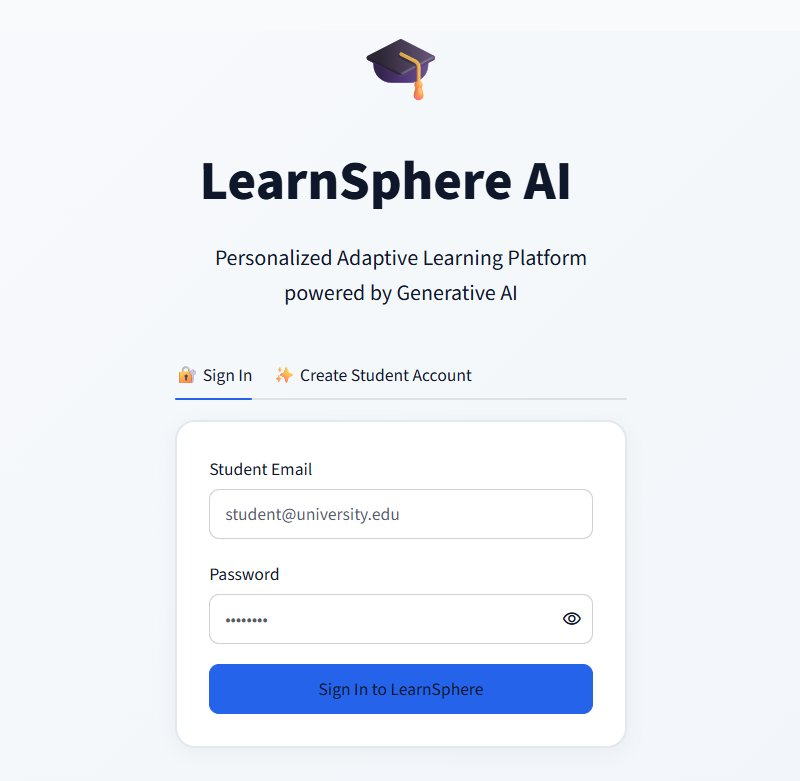 LearnSphere AI
Personalized Adaptive Learning Platform
powered by Generative AI
Sign In
Create Student Account
Student Email
student@university.edu
Password
••••••••
Sign In to LearnSphere